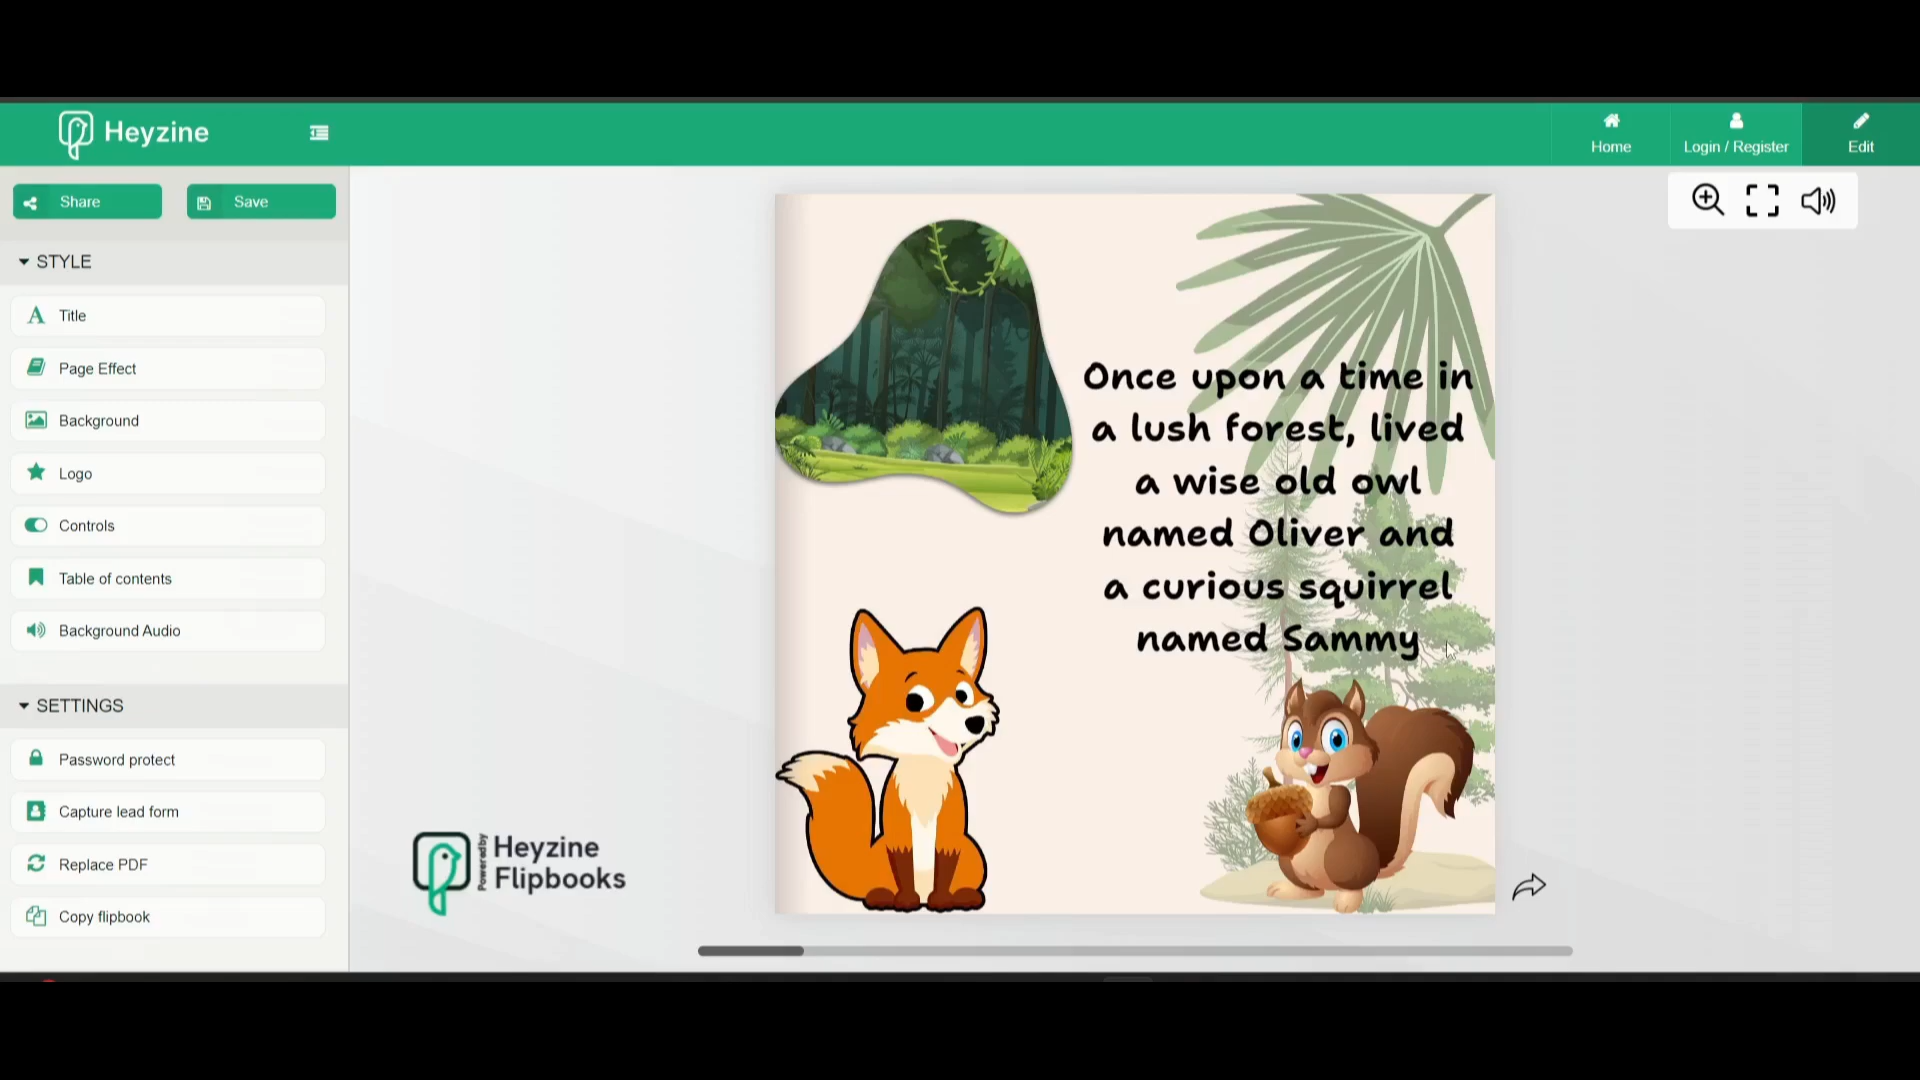 Heyzine
Home
Login / Register
Edit
Share
Save
STYLE
Title
Page Effect
Background
Logo
Controls
Table of contents
Background Audio
SETTINGS
Password protect
Capture lead form
Replace PDF
Copy flipbook
Once upon a time in
a lush forest, lived
a wise old owl
named Oliver and
a curious squirrel
named Sammy
Powered by
Heyzine
Flipbooks